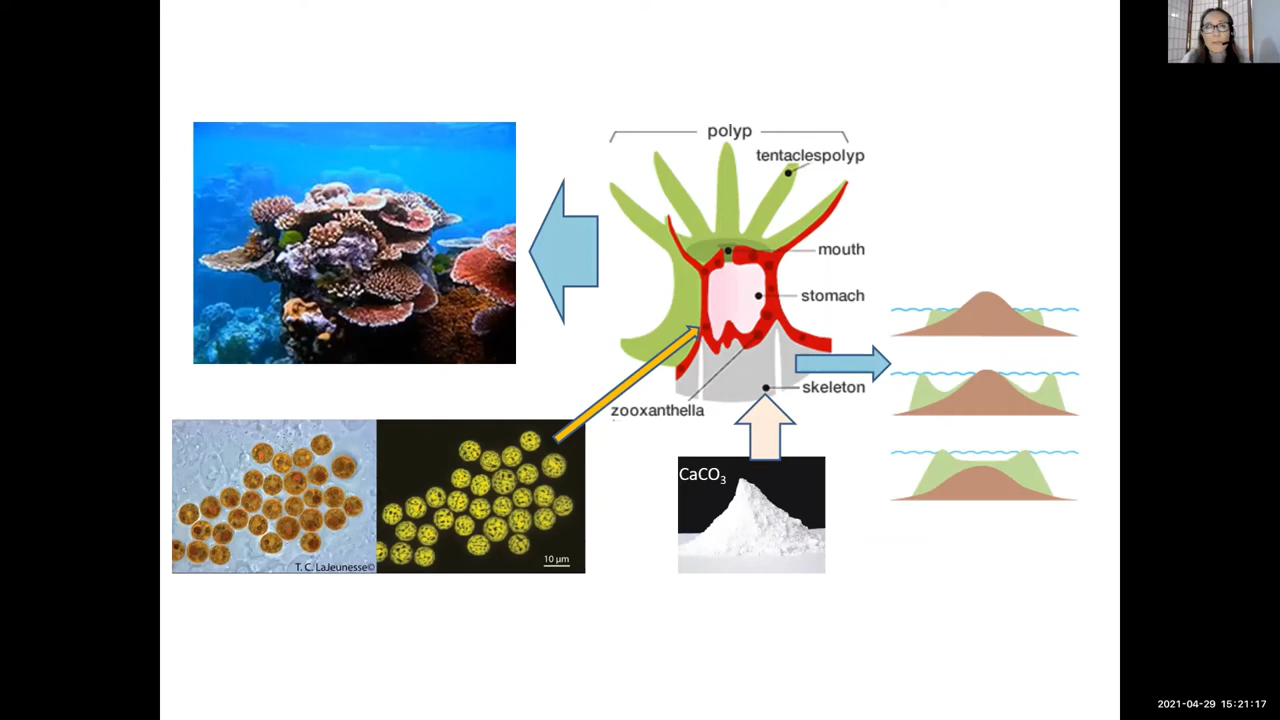 polyp
tentaclespolyp
mouth
stomach
skeleton
zooxanthella
CaCO₃
T. C. LaJeunesse©
10 µm
2021-04-29 15:21:17